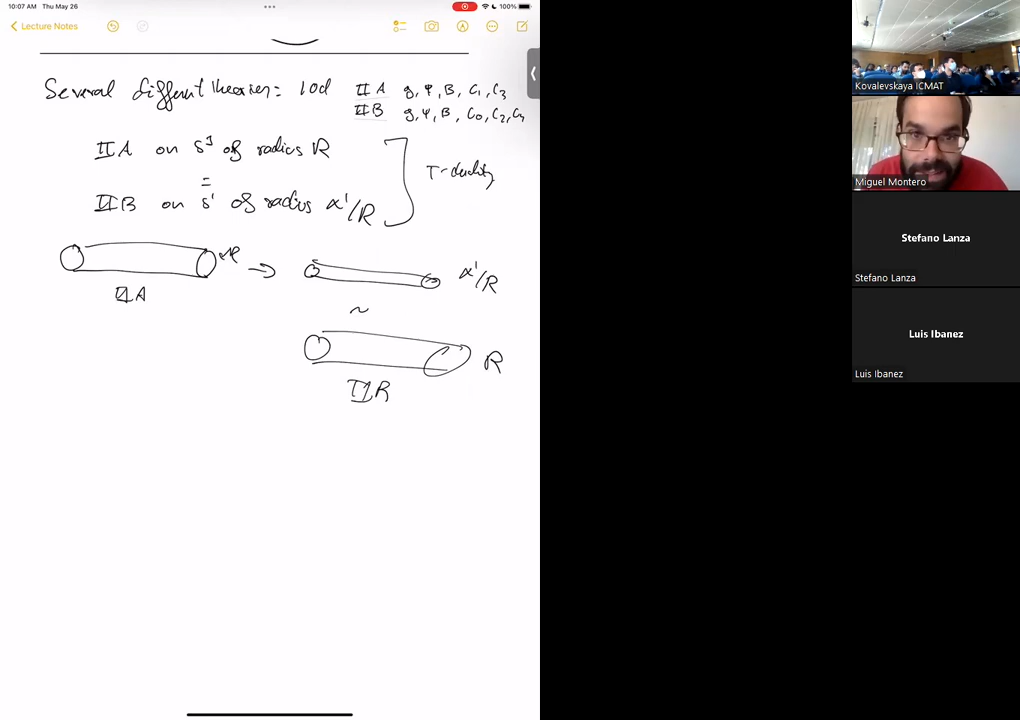 10:07 AM Thu May 26
100%
Lecture Notes
Several different theories: 10d IIA g, φ, B, C₁, C₃
IIB g, φ, B, C₀, C₂, C₄
IIA on S¹ of radius R
=
IIB on S¹ of radius α'/R
T-duality
→ α'/R
IIA
~
R
Kovalevskaya ICMAT
Miguel Montero
Stefano Lanza
Stefano Lanza
Luis Ibanez
Luis Ibanez